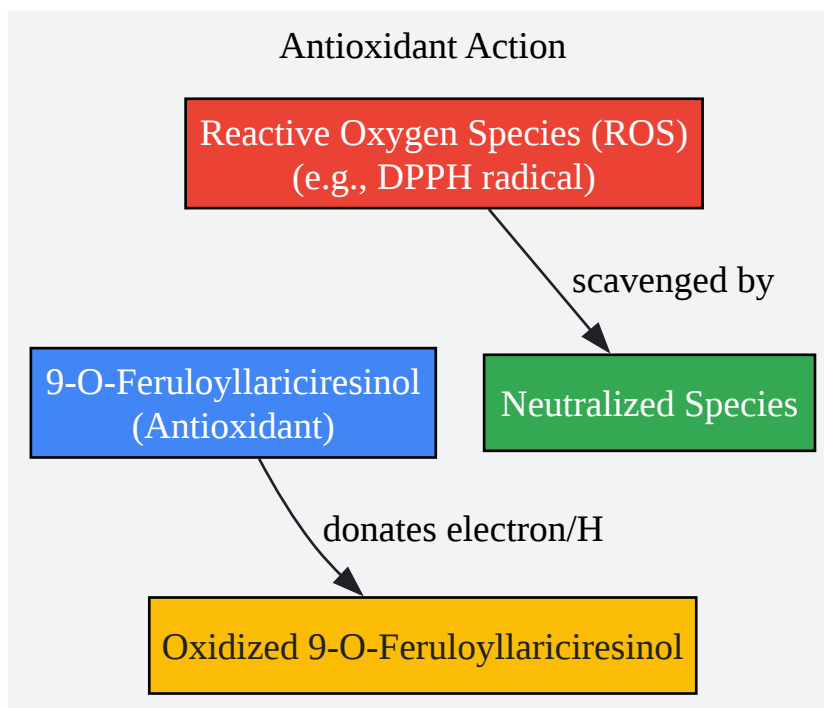 Antioxidant Action
Reactive Oxygen Species (ROS)
(e.g., DPPH radical)
scavenged by
9-O-Feruloyllariciresinol
(Antioxidant)
Neutralized Species
donates electron/H
Oxidized 9-O-Feruloyllariciresinol